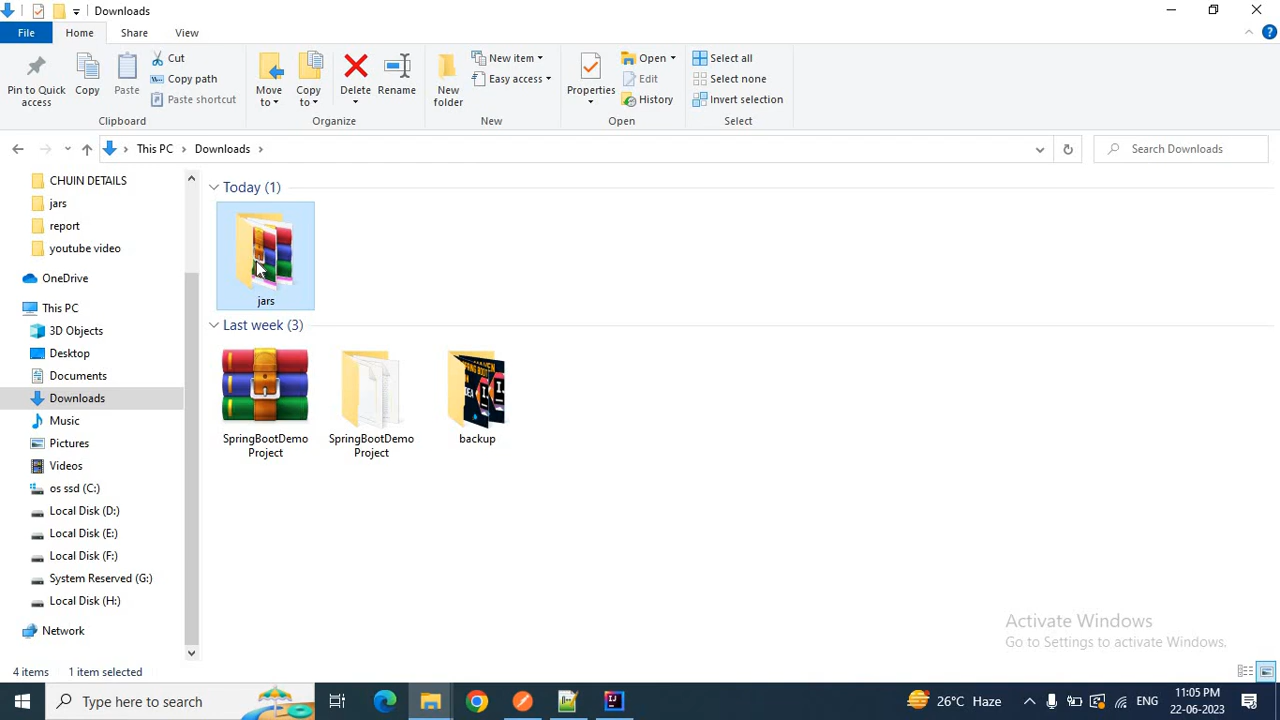 Downloads
File Home Share View
Pin to Quick access
Copy
Paste
Cut
Copy path
Paste shortcut
Clipboard
Move to
Copy to
Delete
Rename
Organize
New folder
New item
Easy access
New
Properties
Open
Edit
History
Open
Select all
Select none
Invert selection
Select
This PC Downloads
Search Downloads
CHUIN DETAILS
jars
report
youtube video
OneDrive
This PC
3D Objects
Desktop
Documents
Downloads
Music
Pictures
Videos
os ssd (C:)
Local Disk (D:)
Local Disk (E:)
Local Disk (F:)
System Reserved (G:)
Local Disk (H:)
Network
Today (1)
jars
Last week (3)
SpringBootDemo
Project
SpringBootDemo
Project
backup
Activate Windows
Go to Settings to activate Windows.
4 items 1 item selected
Type here to search
26°C Haze
ENG
11:05 PM
22-06-2023